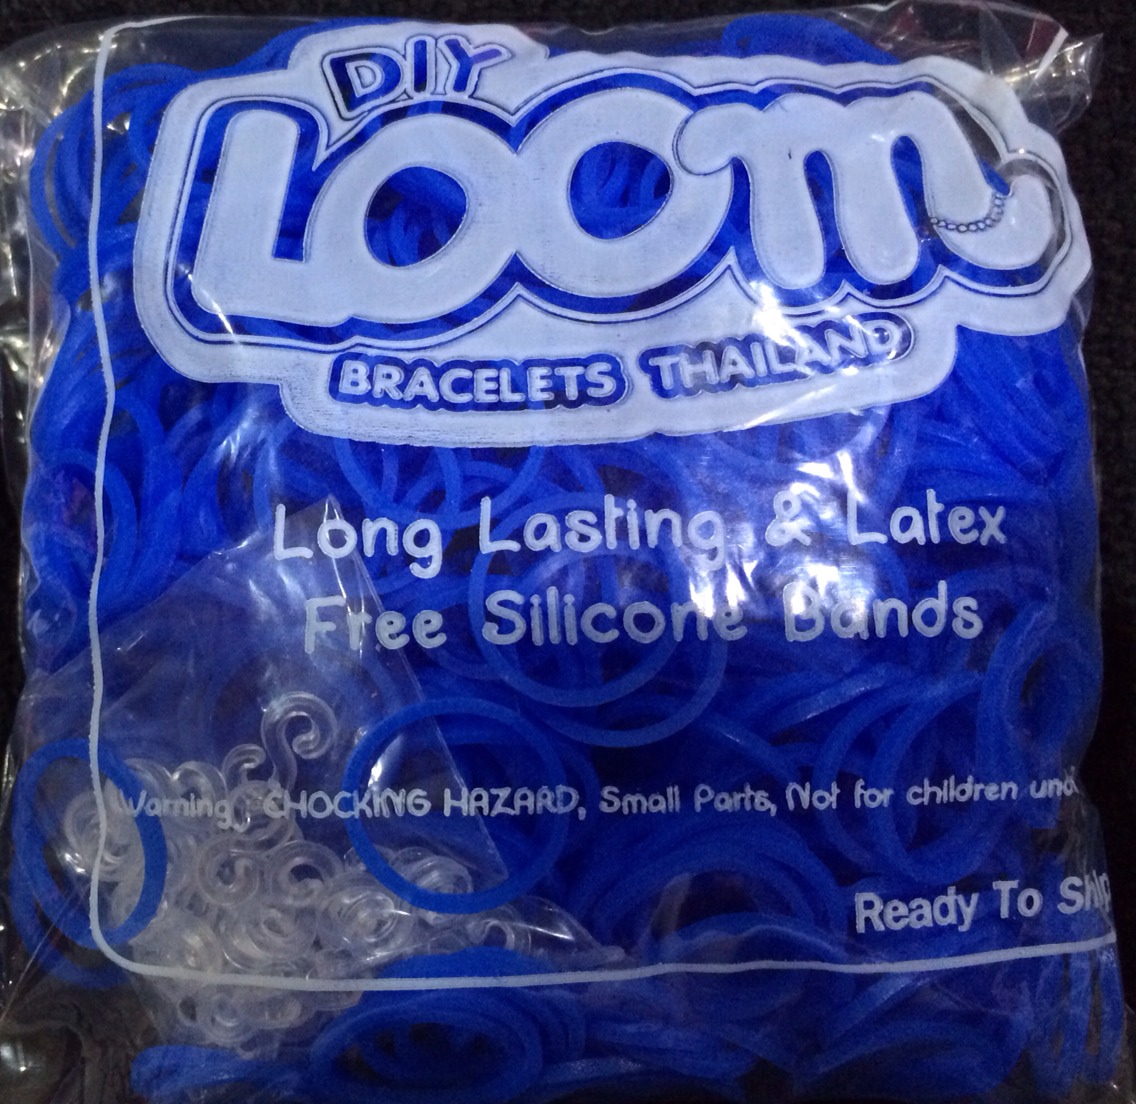 DIY
LOOM
BRACELETS THAILAND
Long Lasting & Latex
Free Silicone Bands
Warning, CHOCKING HAZARD, Small Parts, Not for children
Ready To Ship